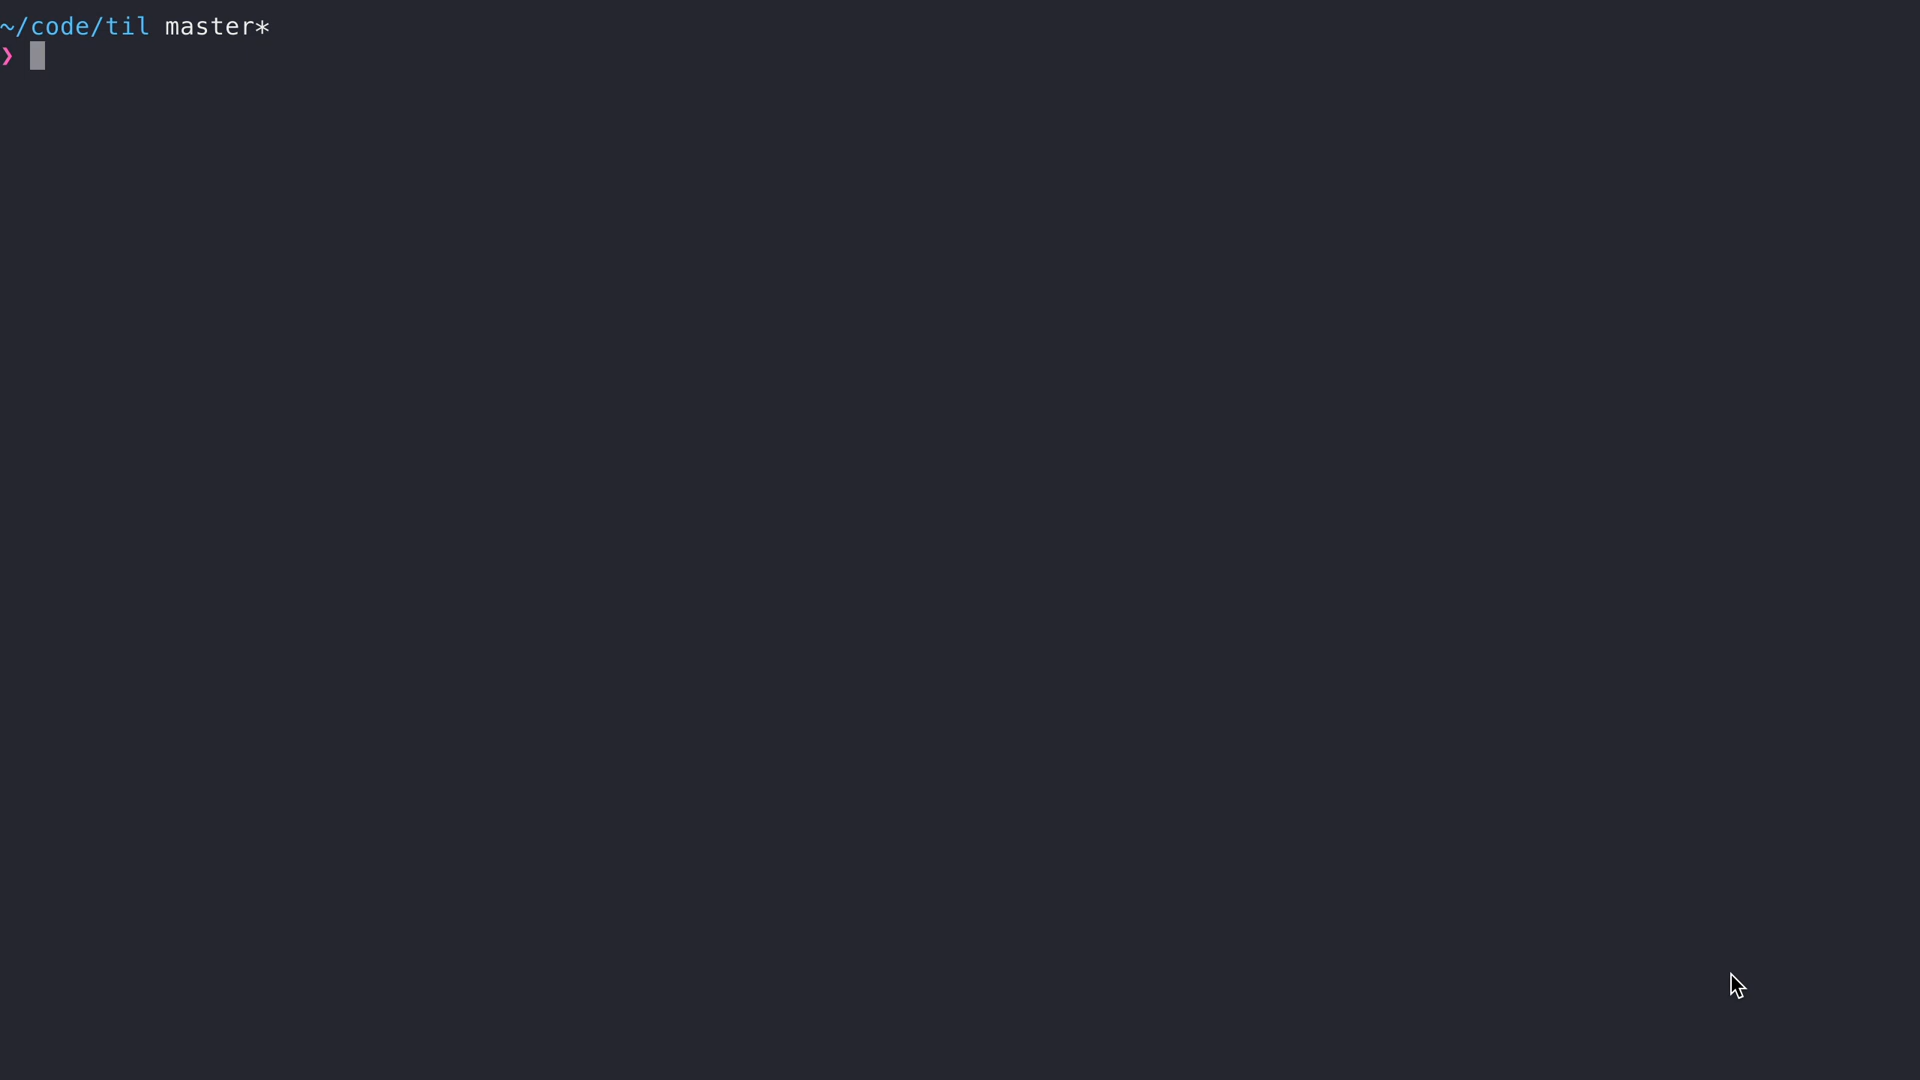 ~/code/til master*
❯